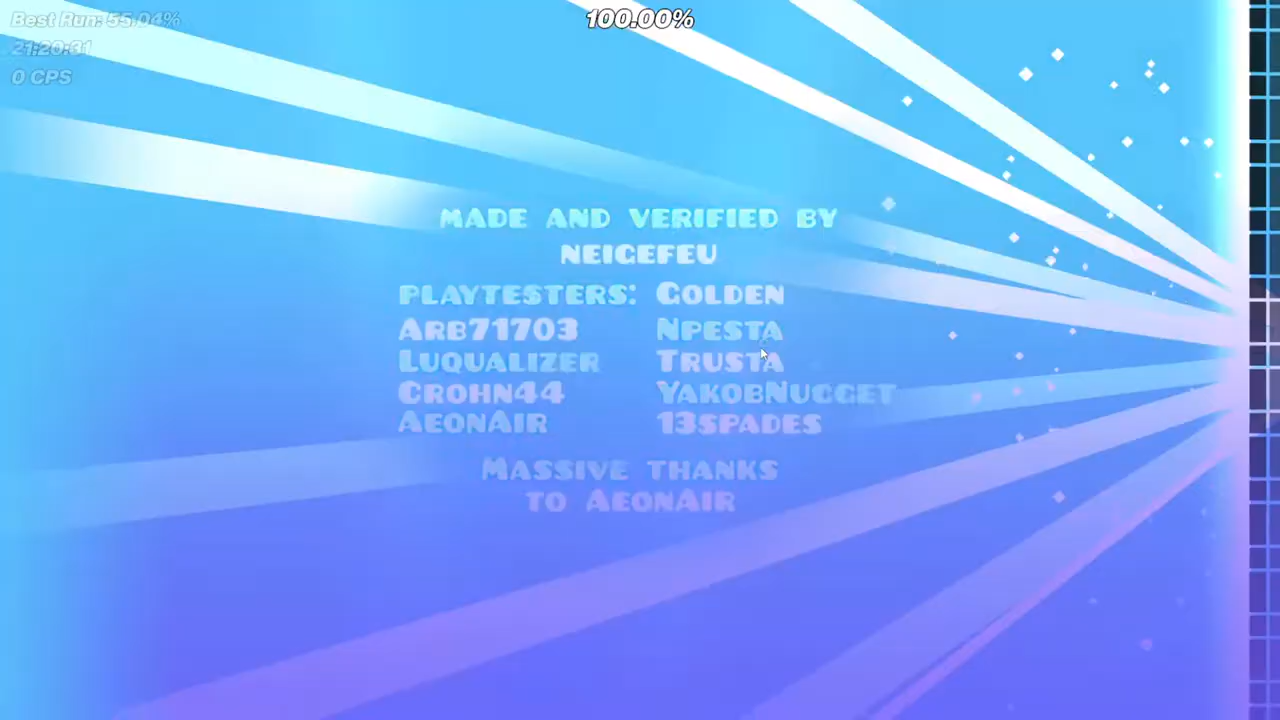 Best Run: 55.04%
100.00%
21:20:31
0 CPS
MADE AND VERIFIED BY
NEIGEFEU
PLAYTESTERS: GOLDEN
ARB71703 NPESTA
LUQUALIZER TRUSTA
CROHN44 YAKOBNUGGET
AEONAIR 13SPADES
MASSIVE THANKS
TO AEONAIR